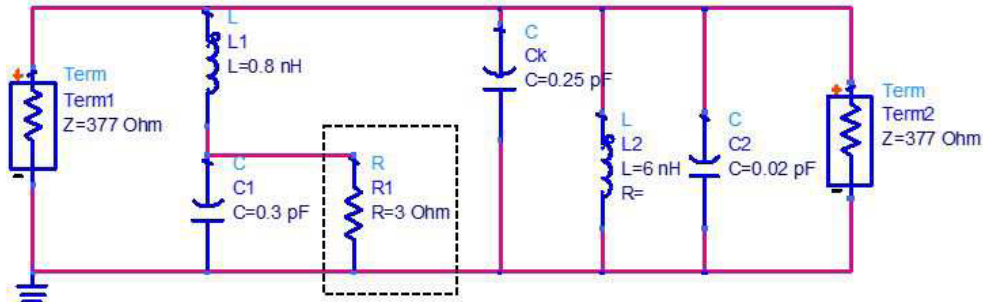 Term
Term1
Z=377 Ohm
L
L1
L=0.8 nH
C
C1
C=0.3 pF
R
R1
R=3 Ohm
C
Ck
C=0.25 pF
L
L2
L=6 nH
R=
C
C2
C=0.02 pF
Term
Term2
Z=377 Ohm